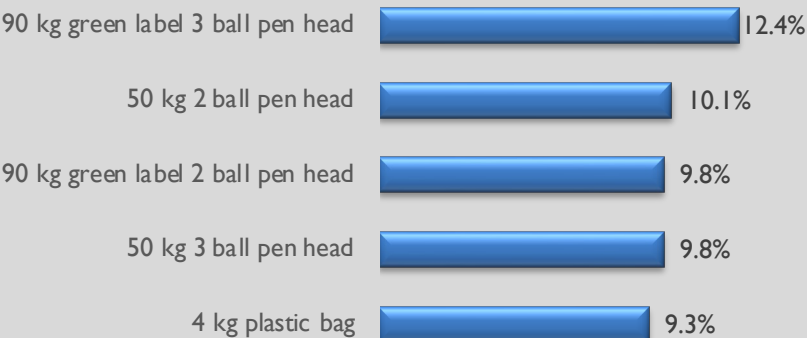 90 kg green label 3 ball pen head 12.4%
50 kg 2 ball pen head 10.1%
90 kg green label 2 ball pen head 9.8%
50 kg 3 ball pen head 9.8%
4 kg plastic bag 9.3%